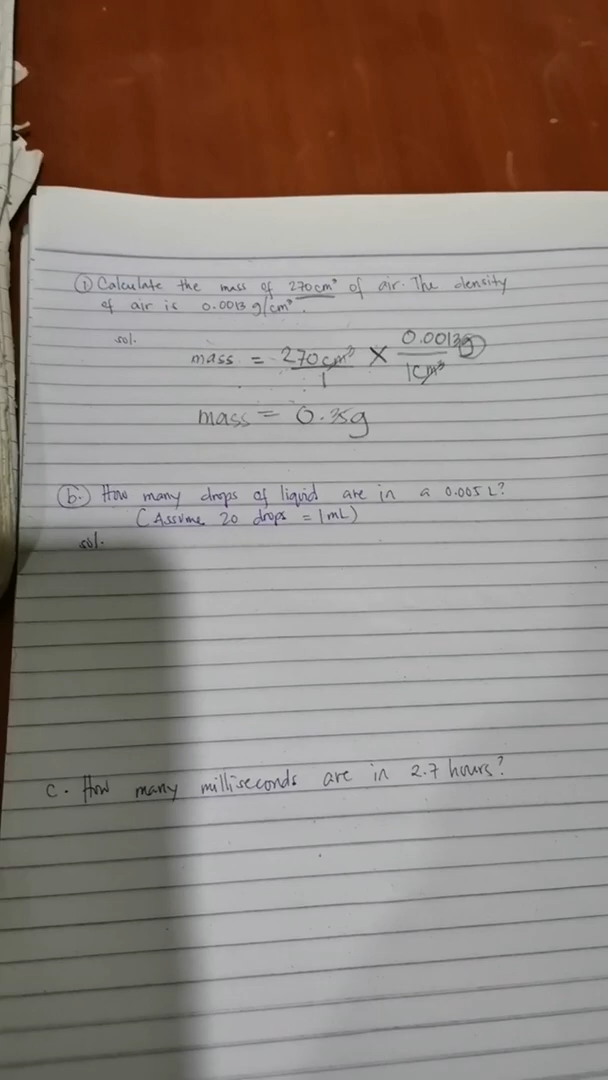 ① Calculate the mass of 270cm³ of air. The density
of air is 0.0013 g/cm³.
sol.
mass = 270 cm³ × 0.0013g
1 1cm³
mass = 0.35g
b.) How many drops of liquid are in a 0.005 L?
(Assume 20 drops = 1mL)
sol.
c. How many milliseconds are in 2.7 hours?